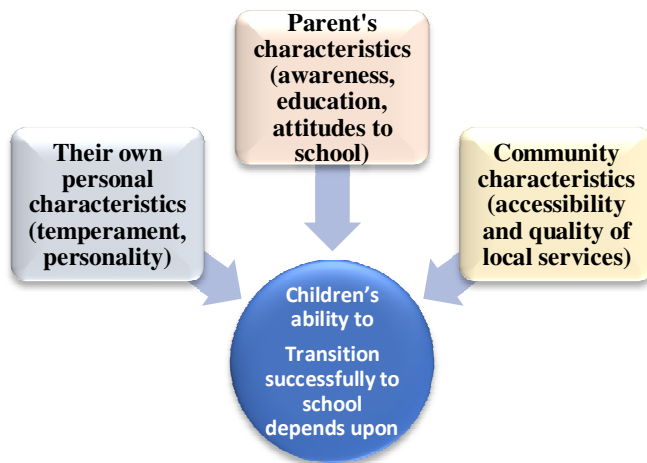 Parent's
characteristics
(awareness,
education,
attitudes to
school)
Their own
personal
characteristics
(temperament,
personality)
Community
characteristics
(accessibility
and quality of
local services)
Children's
ability to
Transition
successfully to
school
depends upon